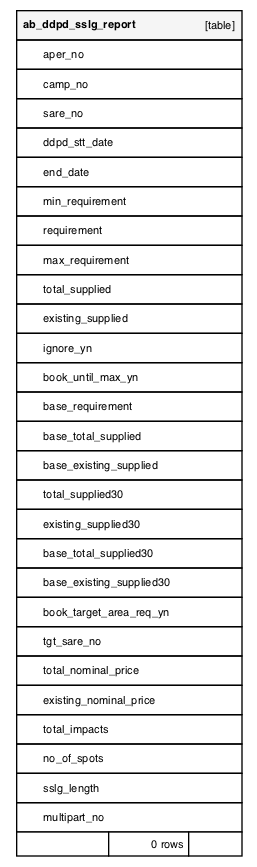 ab_ddpd_sslg_report [table]
aper_no
camp_no
sare_no
ddpd_stt_date
end_date
min_requirement
requirement
max_requirement
total_supplied
existing_supplied
ignore_yn
book_until_max_yn
base_requirement
base_total_supplied
base_existing_supplied
total_supplied30
existing_supplied30
base_total_supplied30
base_existing_supplied30
book_target_area_req_yn
tgt_sare_no
total_nominal_price
existing_nominal_price
total_impacts
no_of_spots
sslg_length
multipart_no
0 rows